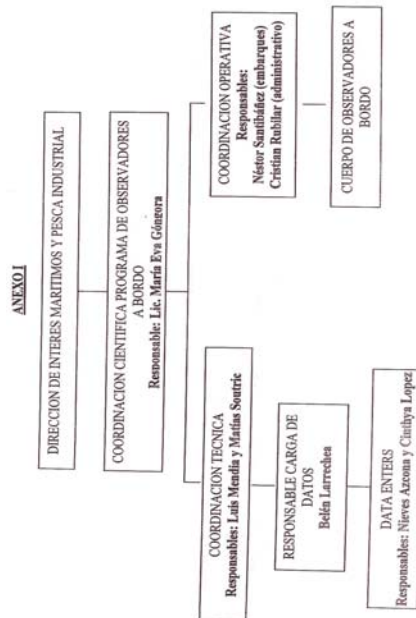 ANEXO I
DIRECCION DE INTERES MARITIMOS Y PESCA INDUSTRIAL
COORDINACION CIENTIFICA PROGRAMA DE OBSERVADORES
A BORDO
Responsable: Lic. María Eva Góngora
COORDINACION TECNICA
Responsables: Luis Mendia y Matías Soutric
RESPONSABLE CARGA DE
DATOS
Belén Larrechea
DATA ENTERS
Responsables: Nieves Azcona y Cinthya Lopez
COORDINACION OPERATIVA
Responsables:
Néstor Santibáñez (embarques)
Cristian Rubilar (administrativo)
CUERPO DE OBSERVADORES A
BORDO